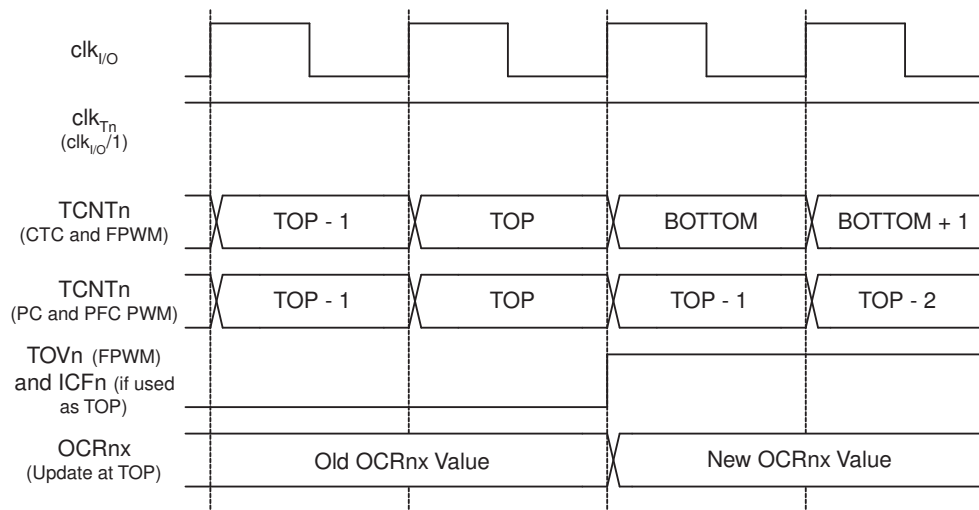 clkI/O
clkTn
(clkI/O/1)
TCNTn
(CTC and FPWM)
TOP - 1
TOP
BOTTOM
BOTTOM + 1
TCNTn
(PC and PFC PWM)
TOP - 1
TOP
TOP - 1
TOP - 2
TOVn (FPWM)
and ICFn (if used
as TOP)
OCRnx
(Update at TOP)
Old OCRnx Value
New OCRnx Value